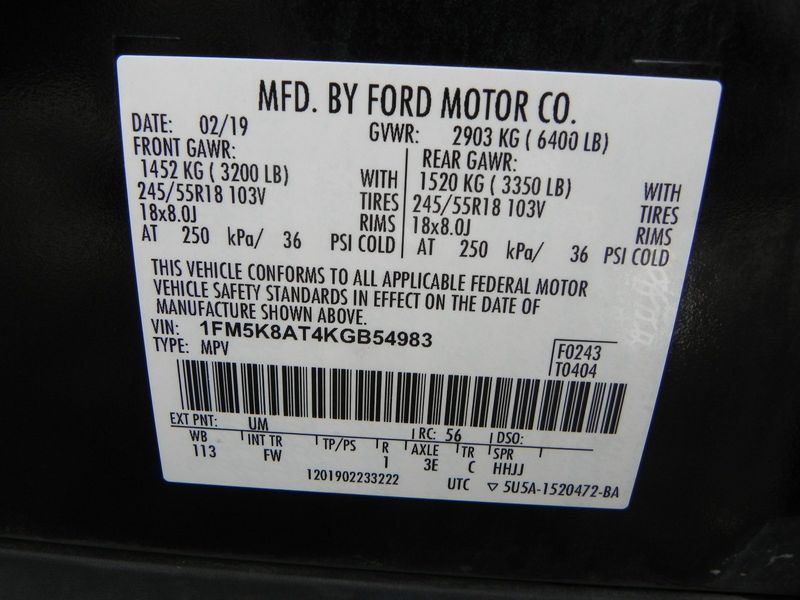 MFD. BY FORD MOTOR CO.
DATE: 02/19 GVWR: 2903 KG ( 6400 LB)
FRONT GAWR: REAR GAWR:
1452 KG ( 3200 LB) WITH 1520 KG ( 3350 LB) WITH
245/55R18 103V TIRES 245/55R18 103V TIRES
18x8.0J RIMS 18x8.0J RIMS
AT 250 kPa/ 36 PSI COLD AT 250 kPa/ 36 PSI COLD
THIS VEHICLE CONFORMS TO ALL APPLICABLE FEDERAL MOTOR
VEHICLE SAFETY STANDARDS IN EFFECT ON THE DATE OF
MANUFACTURE SHOWN ABOVE.
VIN: 1FM5K8AT4KGB54983
TYPE: MPV
F0243
T0404
EXT PNT: UM RC: 56 DSO:
WB INT TR TP/PS R AXLE TR SPR
113 FW 1 3E C HHJJ
1201902233222 UTC ▽ 5U5A-1520472-BA